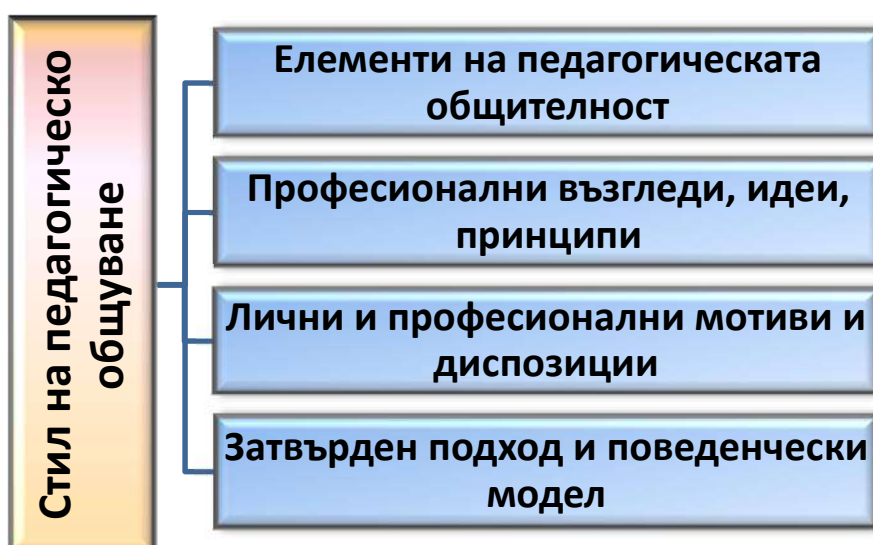 Стил на педагогическо
общуване
Елементи на педагогическата
общителност
Професионални възгледи, идеи,
принципи
Лични и професионални мотиви и
диспозиции
Затвърден подход и поведенчески
модел